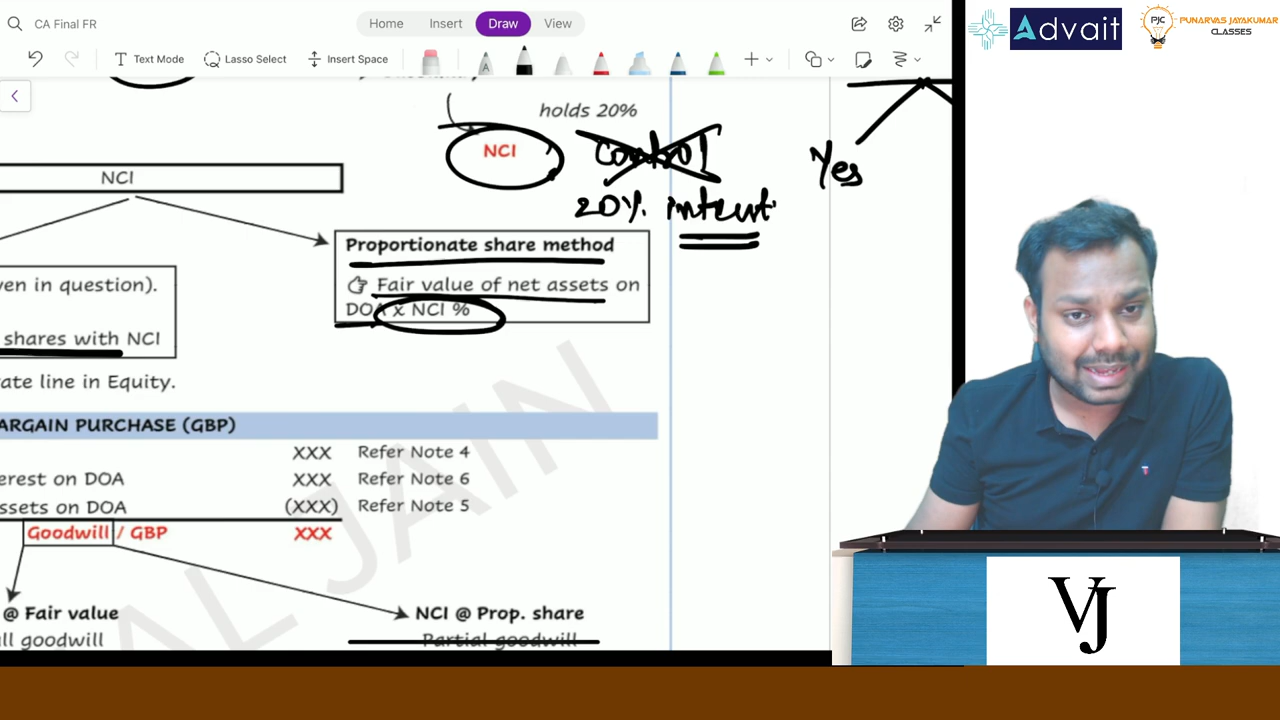 CA Final FR
Home Insert Draw View
Advait
PJC PUNARVAS JAYAKUMAR CLASSES
Text Mode
Lasso Select
Insert Space
holds 20%
NCI
Control
20% interest
Yes
NCI
Proportionate share method
Fair value of net assets on
DOA x NCI %
ven in question).
shares with NCI
rate line in Equity.
ARGAIN PURCHASE (GBP)
XXX Refer Note 4
erest on DOA XXX Refer Note 6
ssets on DOA (XXX) Refer Note 5
Goodwill / GBP XXX
@ Fair value
NCI @ Prop. share
ll goodwill
Partial goodwill
AL JAIN
VJ